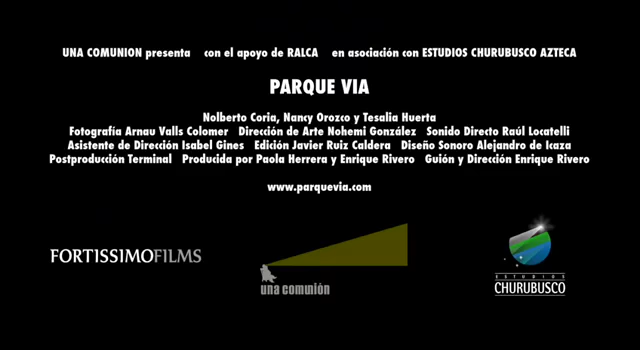 UNA COMUNION presenta con el apoyo de RALCA en asociación con ESTUDIOS CHURUBUSCO AZTECA
PARQUE VIA
Nolberto Coria, Nancy Orozco y Tesalia Huerta
Fotografía Arnau Valls Colomer Dirección de Arte Nohemi González Sonido Directo Raúl Locatelli
Asistente de Dirección Isabel Gines Edición Javier Ruiz Caldera Diseño Sonoro Alejandro de Icaza
Postproducción Terminal Producida por Paola Herrera y Enrique Rivero Guión y Dirección Enrique Rivero
www.parquevia.com
FORTISSIMOFILMS
una comunión
ESTUDIOS
CHURUBUSCO